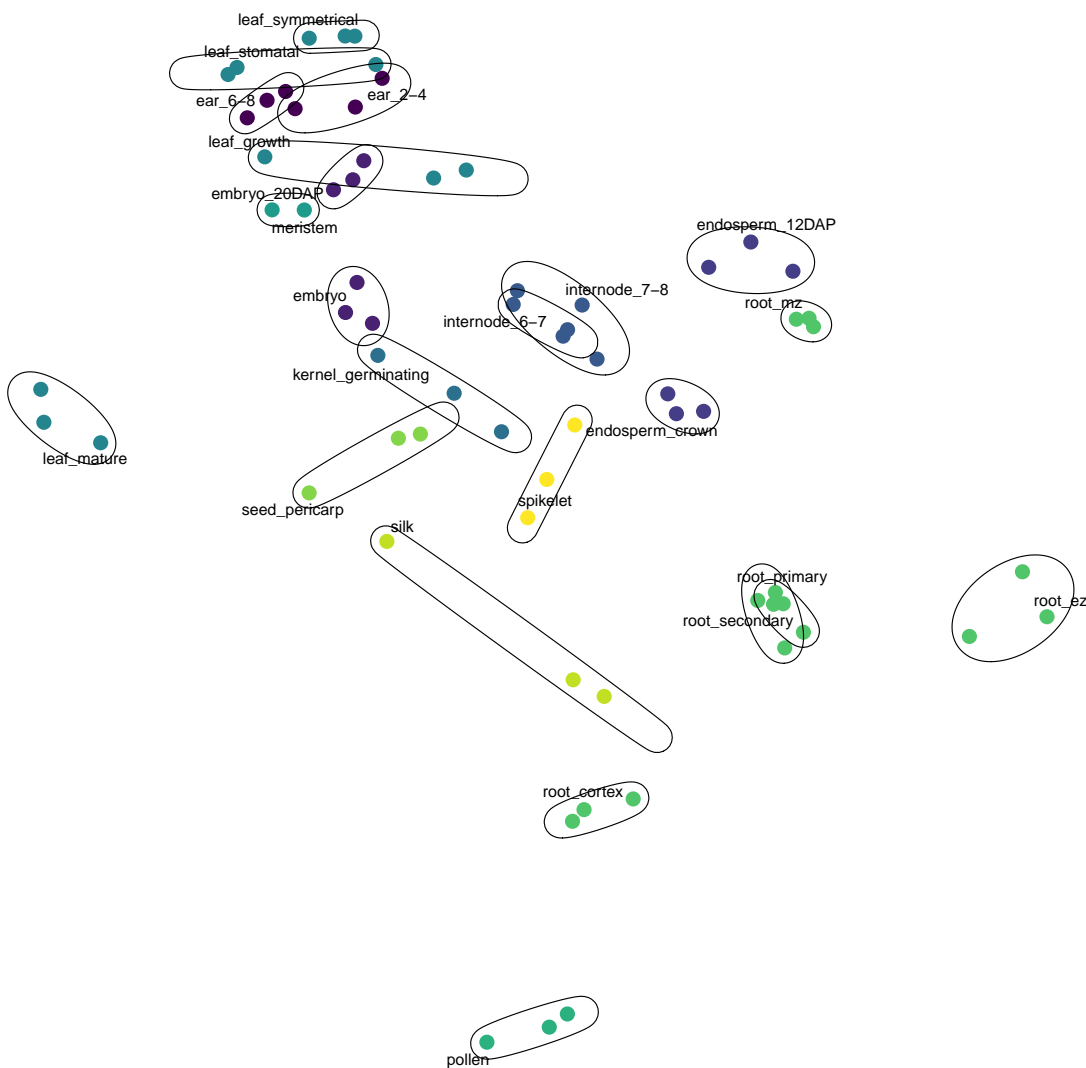 leaf_symmetrical
leaf_stomatal
ear_6−8
ear_2−4
leaf_growth
embryo_20DAP
meristem
endosperm_12DAP
embryo
internode_7−8
root_mz
internode_6−7
kernel_germinating
endosperm_crown
leaf_mature
spikelet
seed_pericarp
silk
root_primary
root_ez
root_secondary
root_cortex
pollen